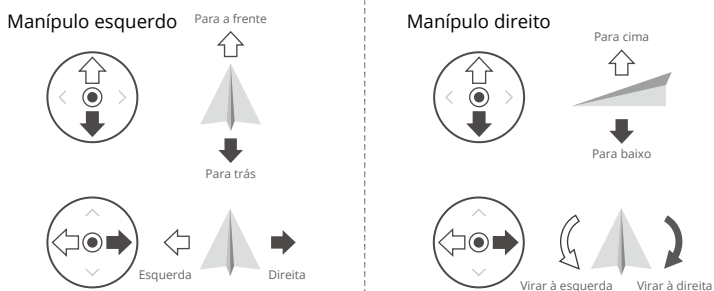 Manípulo esquerdo
Para a frente
Para trás
Esquerda
Direita
Manípulo direito
Para cima
Para baixo
Virar à esquerda
Virar à direita